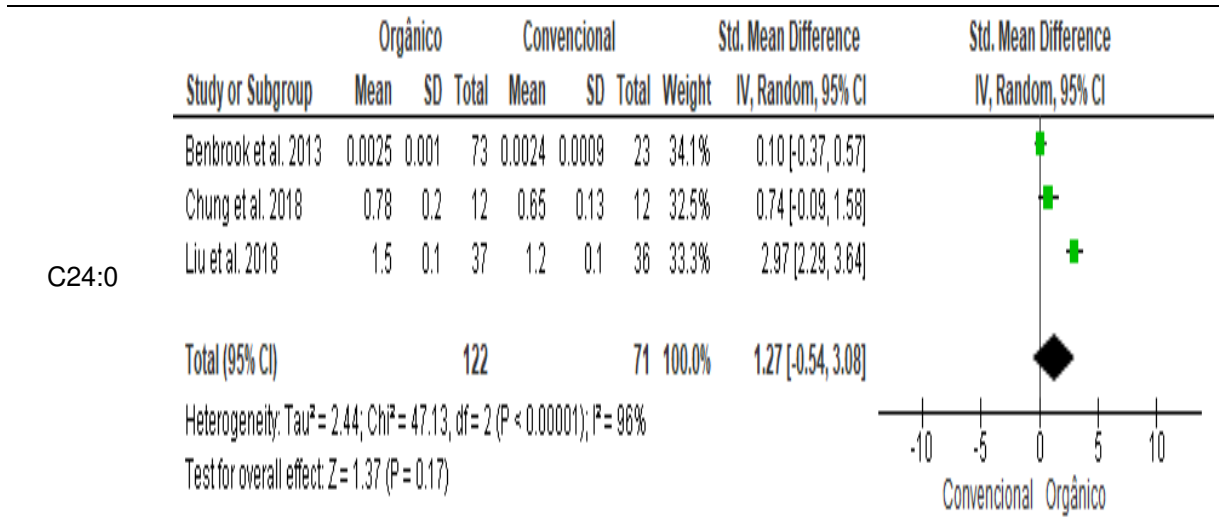 Orgânico Convencional Std. Mean Difference Std. Mean Difference
Study or Subgroup Mean SD Total Mean SD Total Weight IV, Random, 95% CI IV, Random, 95% CI
Benbrook et al. 2013 0.0025 0.001 73 0.0024 0.0009 23 34.1% 0.10 [-0.37, 0.57]
Chung et al. 2018 0.78 0.2 12 0.65 0.13 12 32.5% 0.74 [-0.09, 1.58]
Liu et al. 2018 1.5 0.1 37 1.2 0.1 36 33.3% 2.97 [2.29, 3.64]
C24:0
Total (95% CI) 122 71 100.0% 1.27 [-0.54, 3.08]
Heterogeneity: Tau² = 2.44; Chi² = 47.13, df = 2 (P < 0.00001); I² = 96%
Test for overall effect: Z = 1.37 (P = 0.17)
-10 -5 0 5 10
Convencional Orgânico